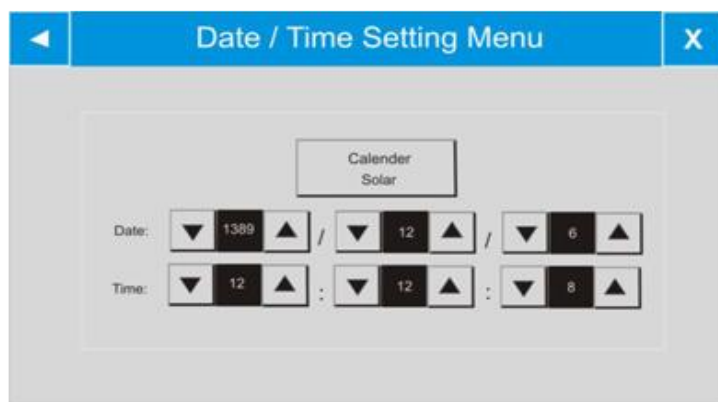 Date / Time Setting Menu X
Calender
Solar
Date: 1389 / 12 / 6
Time: 12 : 12 : 8